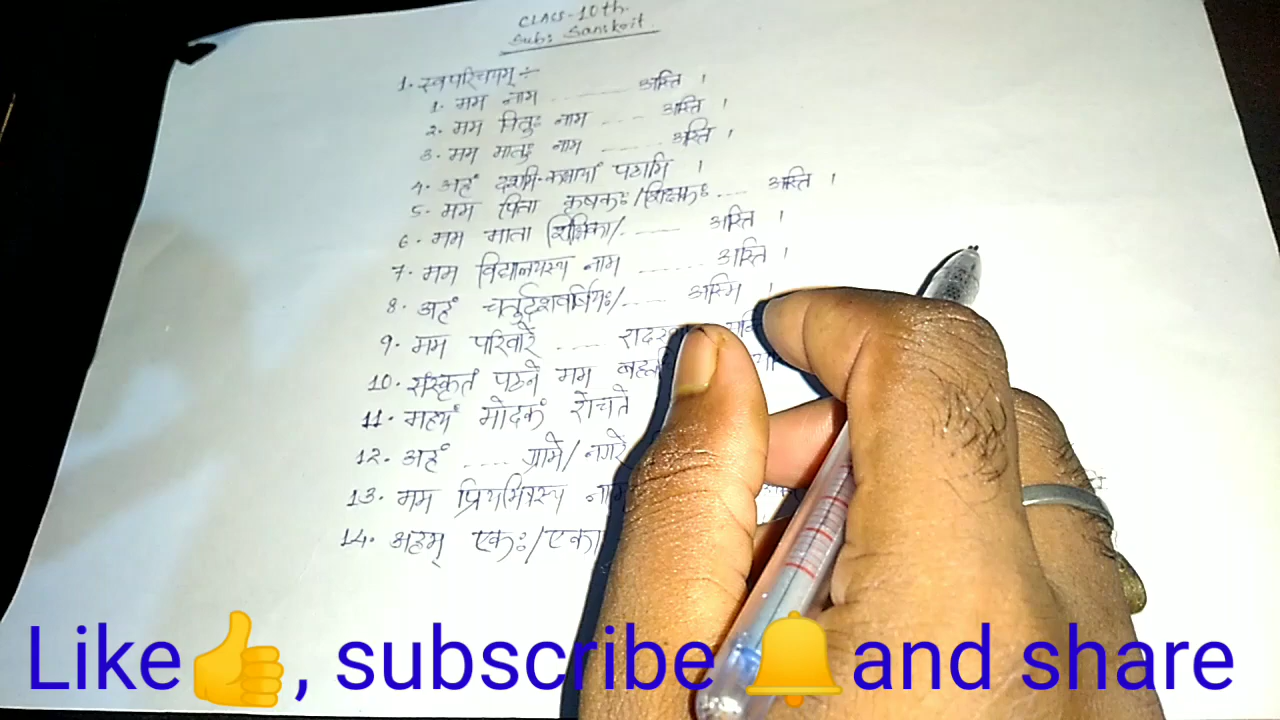 CLASS-10th.
Sub: Sanskrit.
1. स्वपरिचयम् ÷
1. मम नाम ........ अस्ति ।
2. मम पितुः नाम .... अस्ति ।
3. मम मातुः नाम ...... अस्ति ।
4. अहं दशमि-कक्षायां पठामि ।
5. मम पिता कृषकः/शिक्षकः .... अस्ति ।
6. मम माता शिक्षिका/...... अस्ति ।
7. मम विद्यालयस्य नाम ...... अस्ति ।
8. अहं चतुर्दशवर्षियः/..... अस्मि ।
9. मम परिवारे ....
10. संस्कृतं पठने मम
11. मह्यं मोदकं रोचते
12. अहं ..... ग्रामे/नगरे
13. मम प्रियमित्रस्य नाम
14. अहम् एकः/एका
Like👍, subscribe 🔔and share